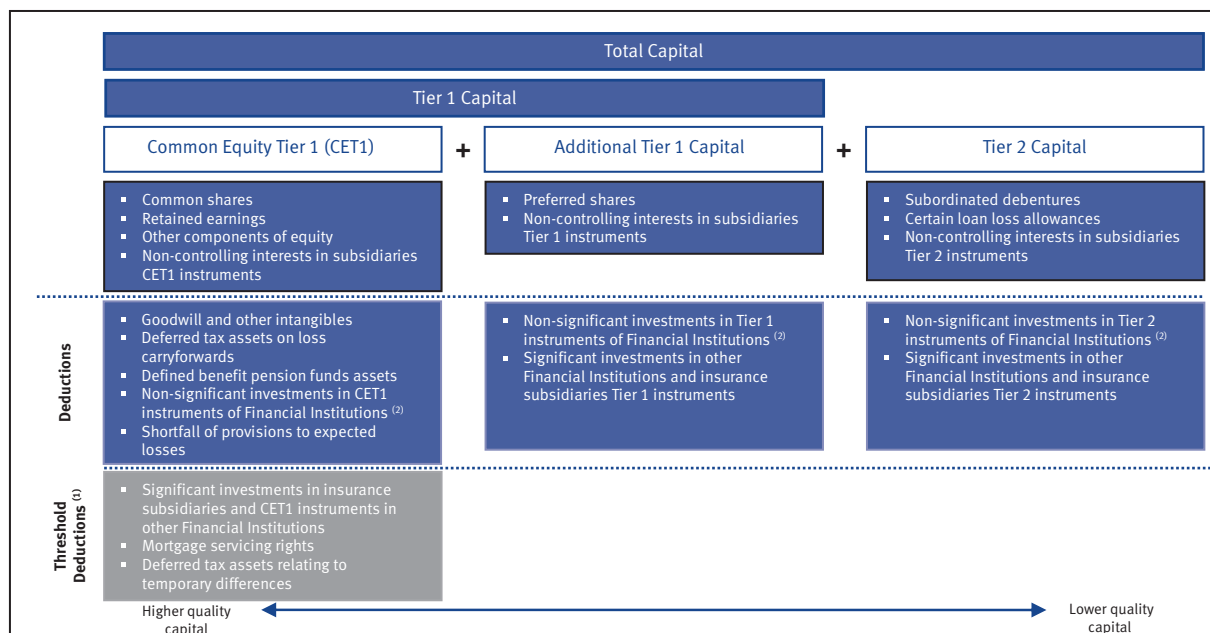 Total Capital
Tier 1 Capital
Common Equity Tier 1 (CET1)
+
Additional Tier 1 Capital
+
Tier 2 Capital
▪ Common shares
▪ Retained earnings
▪ Other components of equity
▪ Non-controlling interests in subsidiaries
CET1 instruments
▪ Preferred shares
▪ Non-controlling interests in subsidiaries
Tier 1 instruments
▪ Subordinated debentures
▪ Certain loan loss allowances
▪ Non-controlling interests in subsidiaries
Tier 2 instruments
Deductions
▪ Goodwill and other intangibles
▪ Deferred tax assets on loss
carryforwards
▪ Defined benefit pension funds assets
▪ Non-significant investments in CET1
instruments of Financial Institutions (2)
▪ Shortfall of provisions to expected
losses
▪ Non-significant investments in Tier 1
instruments of Financial Institutions (2)
▪ Significant investments in other
Financial Institutions and insurance
subsidiaries Tier 1 instruments
▪ Non-significant investments in Tier 2
instruments of Financial Institutions (2)
▪ Significant investments in other
Financial Institutions and insurance
subsidiaries Tier 2 instruments
Threshold
Deductions (1)
▪ Significant investments in insurance
subsidiaries and CET1 instruments in
other Financial Institutions
▪ Mortgage servicing rights
▪ Deferred tax assets relating to
temporary differences
Higher quality
capital
Lower quality
capital